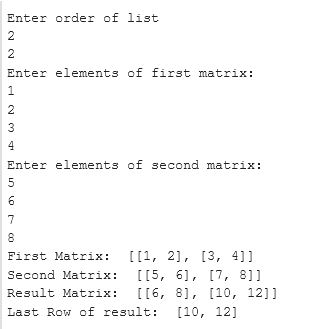 Enter order of list
2
2
Enter elements of first matrix:
1
2
3
4
Enter elements of second matrix:
5
6
7
8
First Matrix:  [[1, 2], [3, 4]]
Second Matrix:  [[5, 6], [7, 8]]
Result Matrix:  [[6, 8], [10, 12]]
Last Row of result:  [10, 12]